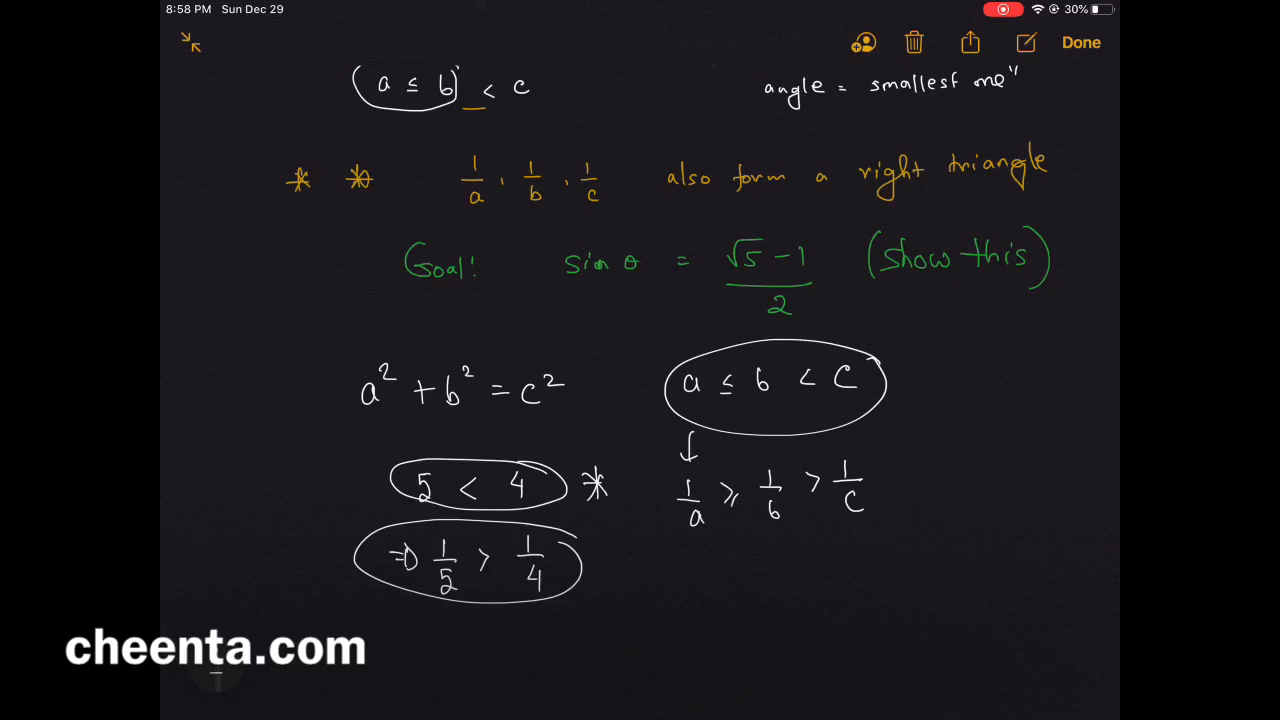 8:58 PM Sun Dec 29 30%
Done
(a ≤ b) < c
angle = smallest one"
* * 1/a , 1/b , 1/c also form a right triangle
Goal! sin θ = (√5 - 1)/2 (show this)
a² + b² = c² a ≤ b < c
5 < 4 * 1/a ≥ 1/b > 1/c
⇒ 1/5 > 1/4
cheenta.com